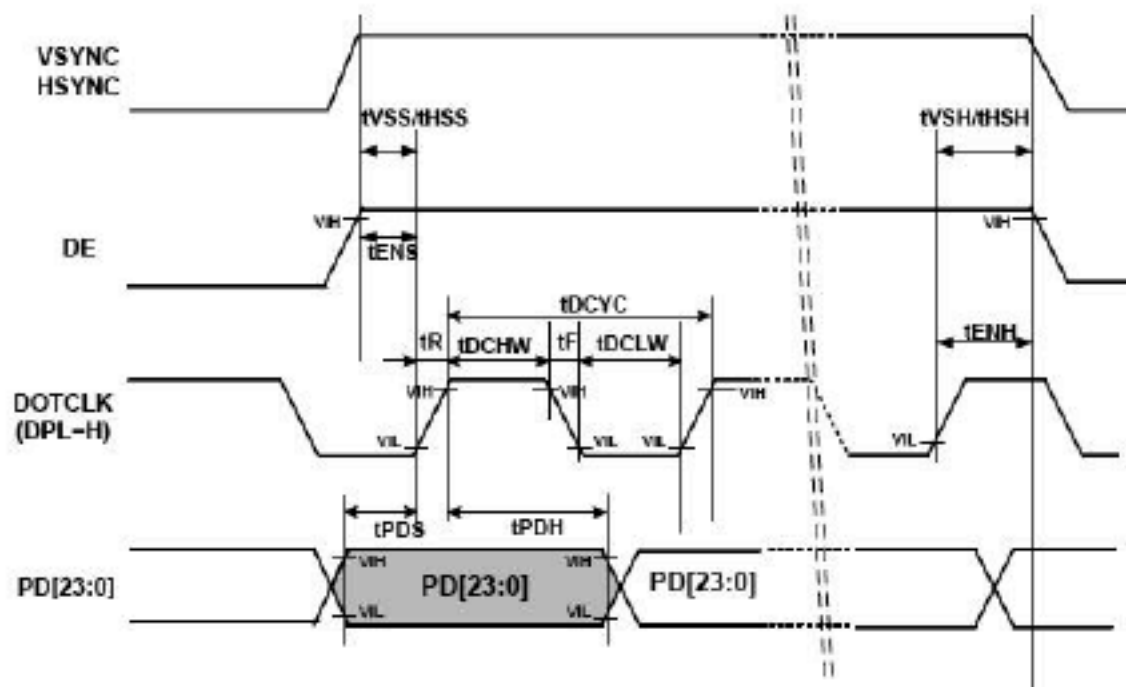 VSYNC
HSYNC
tVSS/tHSS
tVSH/tHSH
VIH
VIH
DE
tENS
tDCYC
tENH
tR
tDCHW
tF
tDCLW
DOTCLK
(DPL-H)
VIH
VIH
VIH
VIL
VIL
VIL
VIL
tPDS
tPDH
PD[23:0]
VIH
VIH
PD[23:0]
PD[23:0]
VIL
VIL